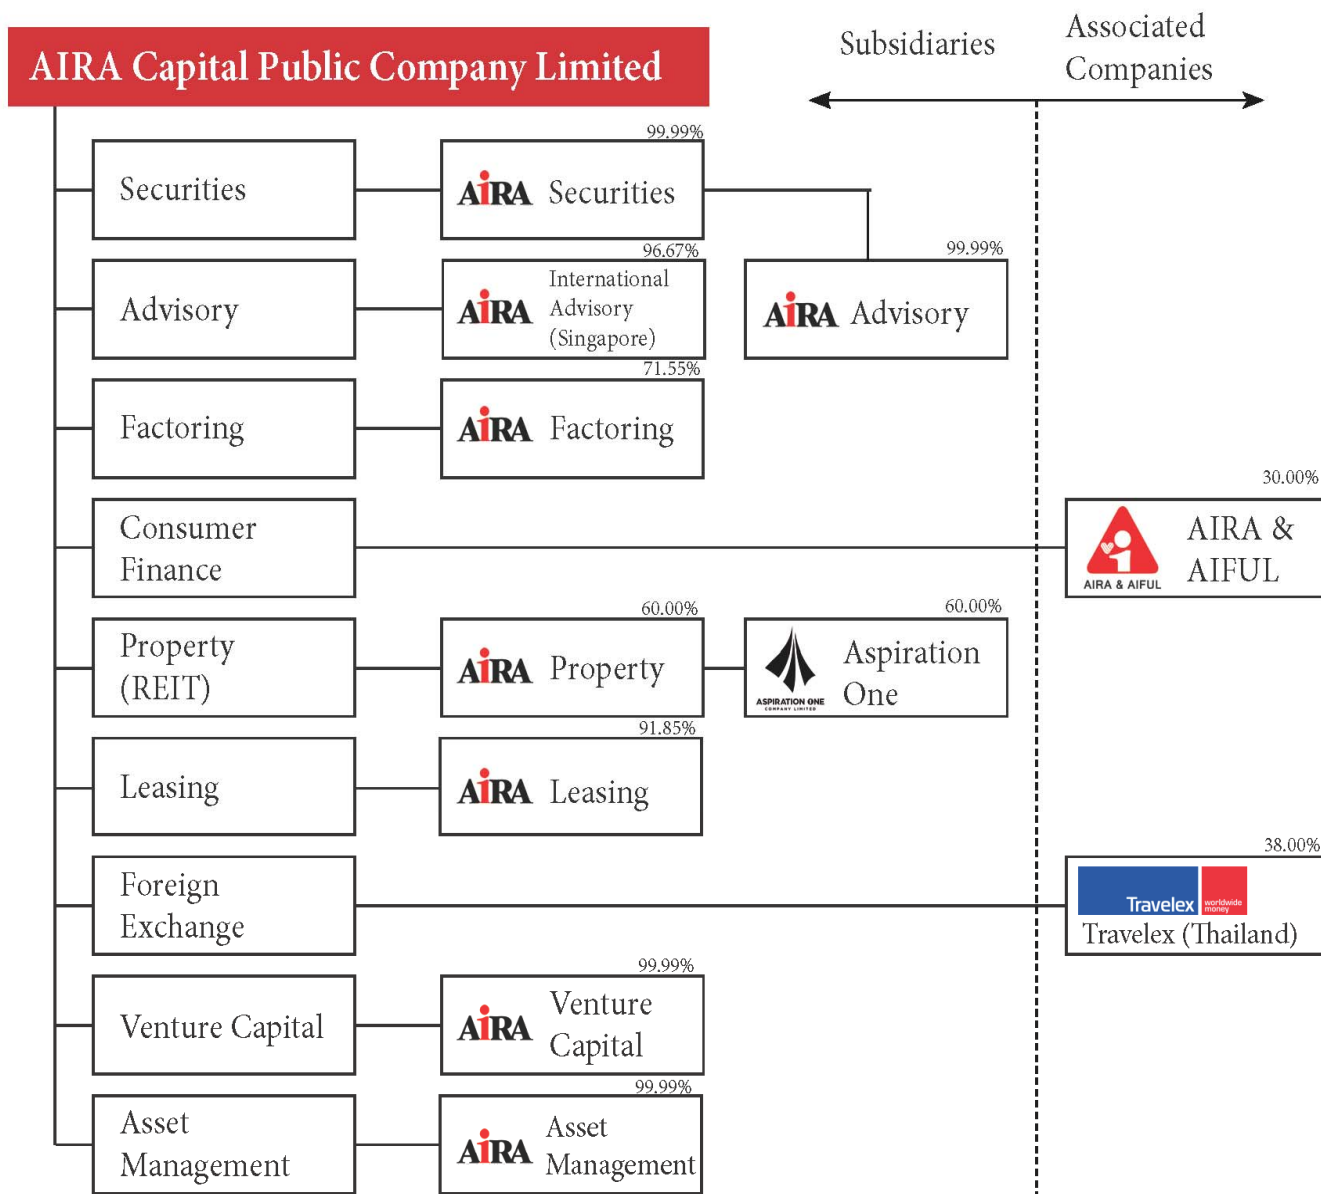 AIRA Capital Public Company Limited
Subsidiaries
Associated
Companies
99.99%
Securities
AiRA Securities
96.67%
99.99%
Advisory
AiRA
International
Advisory
(Singapore)
AiRA Advisory
71.55%
Factoring
AiRA Factoring
30.00%
Consumer
Finance
AIRA & AIFUL
AIRA &
AIFUL
60.00%
60.00%
Property
(REIT)
AiRA Property
ASPIRATION ONE
COMPANY LIMITED
Aspiration
One
91.85%
Leasing
AiRA Leasing
38.00%
Foreign
Exchange
Travelex
worldwide
money
Travelex (Thailand)
99.99%
Venture Capital
AiRA
Venture
Capital
99.99%
Asset
Management
AiRA
Asset
Management